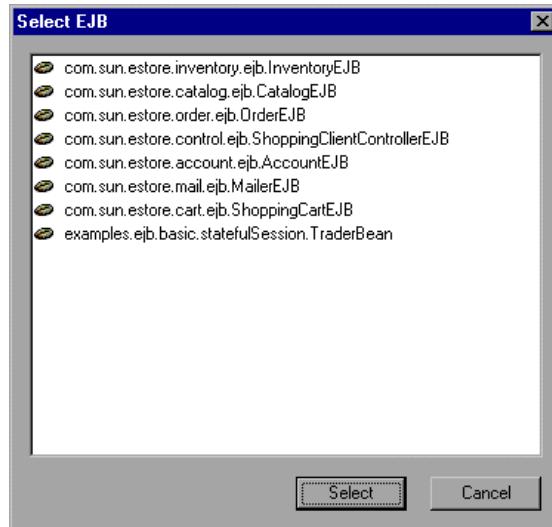 Select EJB
com.sun.estore.inventory.ejb.InventoryEJB
com.sun.estore.catalog.ejb.CatalogEJB
com.sun.estore.order.ejb.OrderEJB
com.sun.estore.control.ejb.ShoppingClientControllerEJB
com.sun.estore.account.ejb.AccountEJB
com.sun.estore.mail.ejb.MailerEJB
com.sun.estore.cart.ejb.ShoppingCartEJB
examples.ejb.basic.statefulSession.TraderBean
Select Cancel